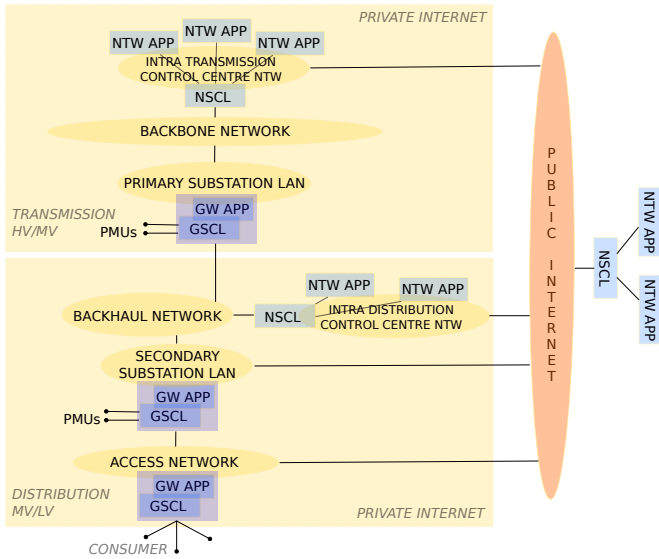 PRIVATE INTERNET
NTW APP
NTW APP
NTW APP
INTRA TRANSMISSION
CONTROL CENTRE NTW
NSCL
BACKBONE NETWORK
PRIMARY SUBSTATION LAN
GW APP
GSCL
TRANSMISSION
HV/MV
PMUs
NTW APP
NTW APP
BACKHAUL NETWORK
NSCL
INTRA DISTRIBUTION
CONTROL CENTRE NTW
SECONDARY
SUBSTATION LAN
GW APP
GSCL
PMUs
ACCESS NETWORK
GW APP
GSCL
DISTRIBUTION
MV/LV
PRIVATE INTERNET
CONSUMER
PUBLIC INTERNET
NSCL
NTW APP
NTW APP